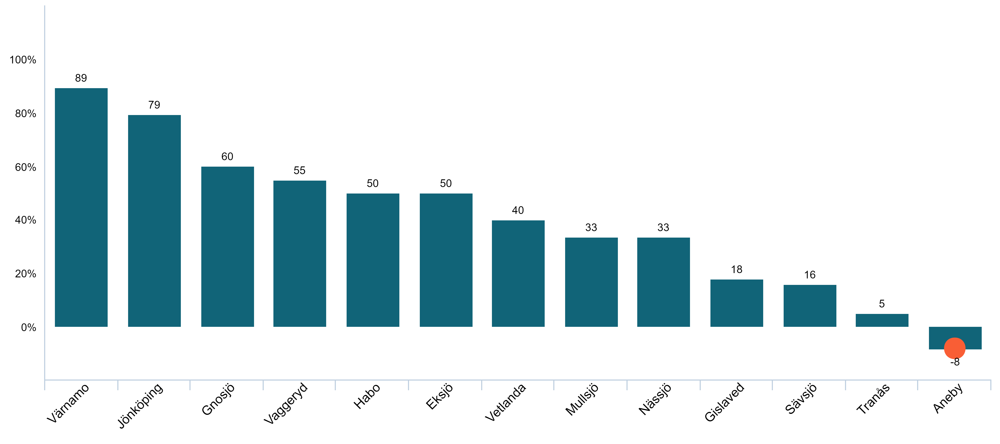 100%
80%
60%
40%
20%
0%
89
79
60
55
50
50
40
33
33
18
16
5
-8
Värnamo
Jönköping
Gnosjö
Vaggeryd
Habo
Eksjö
Vetlanda
Mullsjö
Nässjö
Gislaved
Sävsjö
Tranås
Aneby